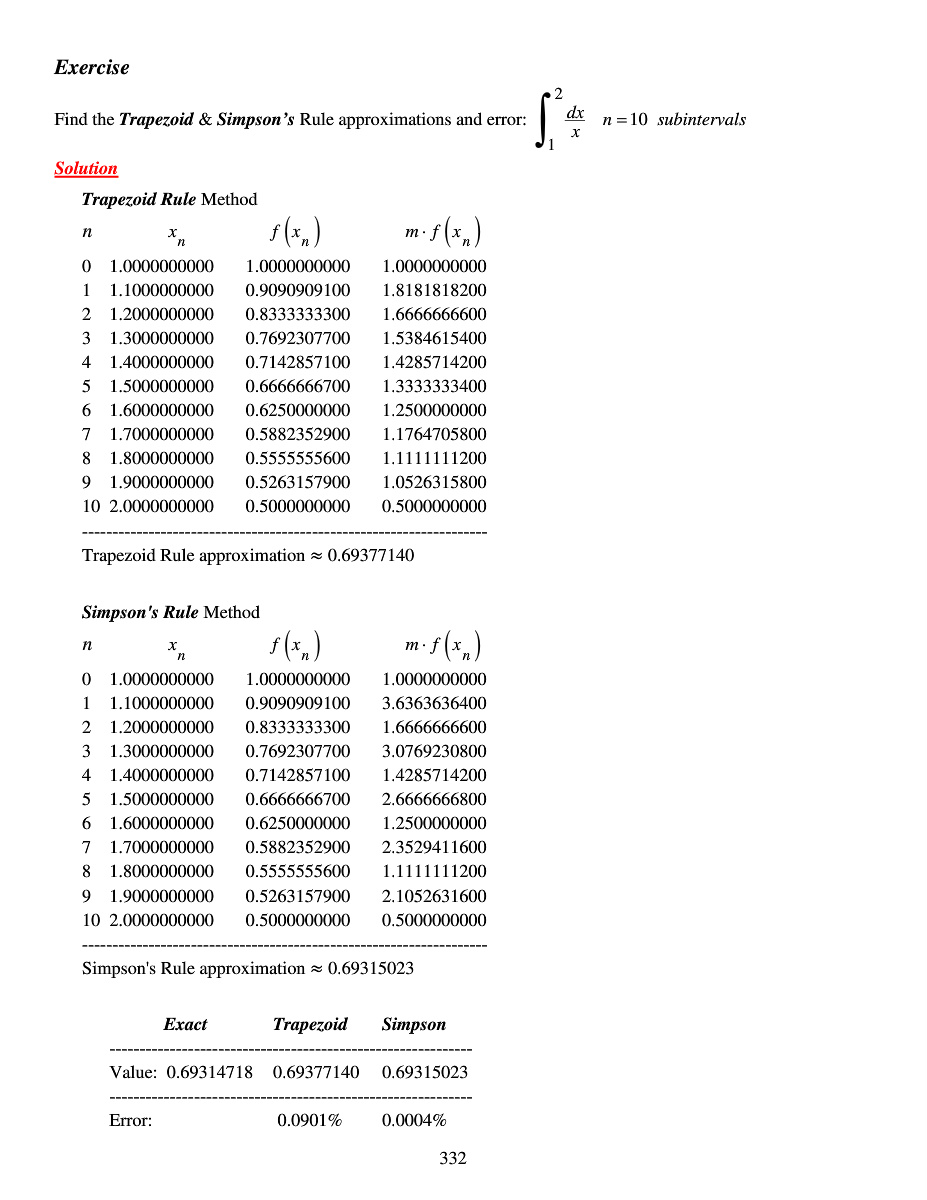 Exercise
Find the Trapezoid & Simpson's Rule approximations and error: ∫_1^2 dx/x n = 10 subintervals
Solution
Trapezoid Rule Method
n x_n f(x_n) m·f(x_n)
0 1.0000000000 1.0000000000 1.0000000000
1 1.1000000000 0.9090909100 1.8181818200
2 1.2000000000 0.8333333300 1.6666666600
3 1.3000000000 0.7692307700 1.5384615400
4 1.4000000000 0.7142857100 1.4285714200
5 1.5000000000 0.6666666700 1.3333333400
6 1.6000000000 0.6250000000 1.2500000000
7 1.7000000000 0.5882352900 1.1764705800
8 1.8000000000 0.5555555600 1.1111111200
9 1.9000000000 0.5263157900 1.0526315800
10 2.0000000000 0.5000000000 0.5000000000
-------------------------------------------------------------------
Trapezoid Rule approximation ≈ 0.69377140
Simpson's Rule Method
n x_n f(x_n) m·f(x_n)
0 1.0000000000 1.0000000000 1.0000000000
1 1.1000000000 0.9090909100 3.6363636400
2 1.2000000000 0.8333333300 1.6666666600
3 1.3000000000 0.7692307700 3.0769230800
4 1.4000000000 0.7142857100 1.4285714200
5 1.5000000000 0.6666666700 2.6666666800
6 1.6000000000 0.6250000000 1.2500000000
7 1.7000000000 0.5882352900 2.3529411600
8 1.8000000000 0.5555555600 1.1111111200
9 1.9000000000 0.5263157900 2.1052631600
10 2.0000000000 0.5000000000 0.5000000000
-------------------------------------------------------------------
Simpson's Rule approximation ≈ 0.69315023
Exact Trapezoid Simpson
------------------------------------------------------------
Value: 0.69314718 0.69377140 0.69315023
------------------------------------------------------------
Error: 0.0901% 0.0004%
332